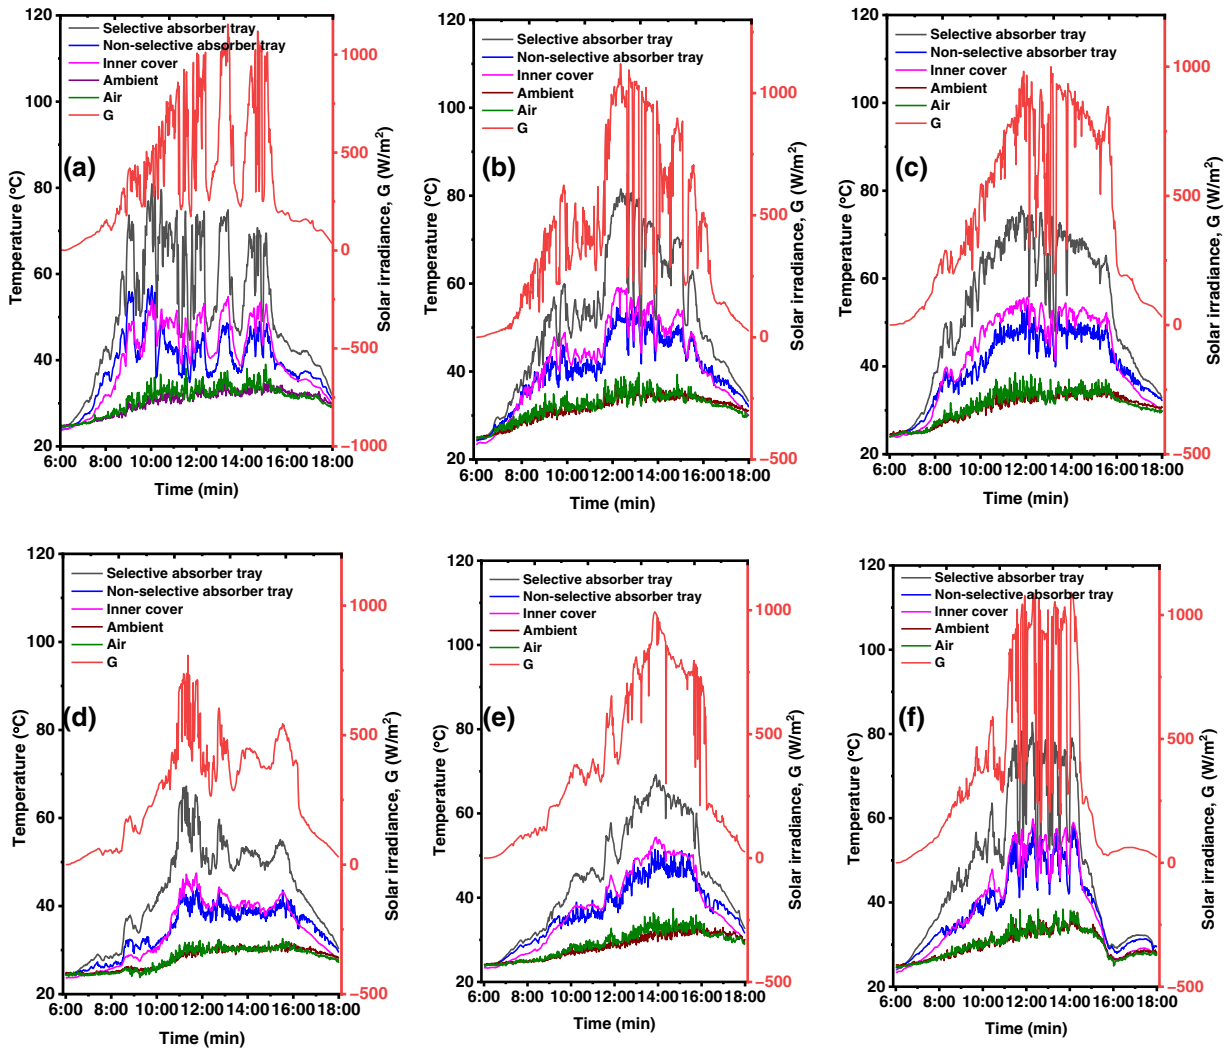 (a)
Temperature (°C)
120
100
80
60
40
20
Selective absorber tray
Non-selective absorber tray
Inner cover
Ambient
Air
G
1000
500
0
−500
−1000
Solar irradiance, G (W/m²)
6:00 8:00 10:00 12:00 14:00 16:00 18:00
Time (min)
(b)
Temperature (°C)
120
100
80
60
40
20
Selective absorber tray
Non-selective absorber tray
Inner cover
Ambient
Air
G
1000
500
0
−500
Solar irradiance, G (W/m²)
6:00 8:00 10:00 12:00 14:00 16:00 18:00
Time (min)
(c)
Temperature (°C)
120
100
80
60
40
20
Selective absorber tray
Non-selective absorber tray
Inner cover
Ambient
Air
G
1000
500
0
−500
Solar irradiance, G (W/m²)
6:00 8:00 10:00 12:00 14:00 16:00 18:00
Time (min)
(d)
Temperature (°C)
120
100
80
60
40
20
Selective absorber tray
Non-selective absorber tray
Inner cover
Ambient
Air
G
1000
500
0
−500
Solar irradiance, G (W/m²)
6:00 8:00 10:00 12:00 14:00 16:00 18:00
Time (min)
(e)
Temperature (°C)
120
100
80
60
40
20
Selective absorber tray
Non-selective absorber tray
Inner cover
Ambient
Air
G
1000
500
0
−500
Solar irradiance, G (W/m²)
6:00 8:00 10:00 12:00 14:00 16:00 18:00
Time (min)
(f)
Temperature (°C)
120
100
80
60
40
20
Selective absorber tray
Non-selective absorber tray
Inner cover
Ambient
Air
G
1000
500
0
−500
Solar irradiance, G (W/m²)
6:00 8:00 10:00 12:00 14:00 16:00 18:00
Time (min)